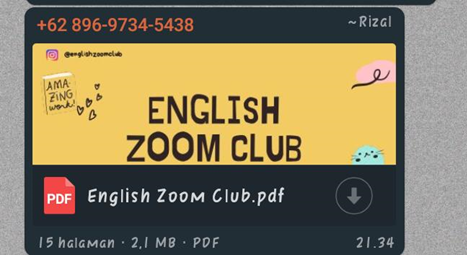 +62 896-9734-5438
~Rizal
@englishzoomclub
AMA-
ZING
work!
ENGLISH
ZOOM CLUB
PDF
English Zoom Club.pdf
15 halaman · 2,1 MB · PDF
21.34